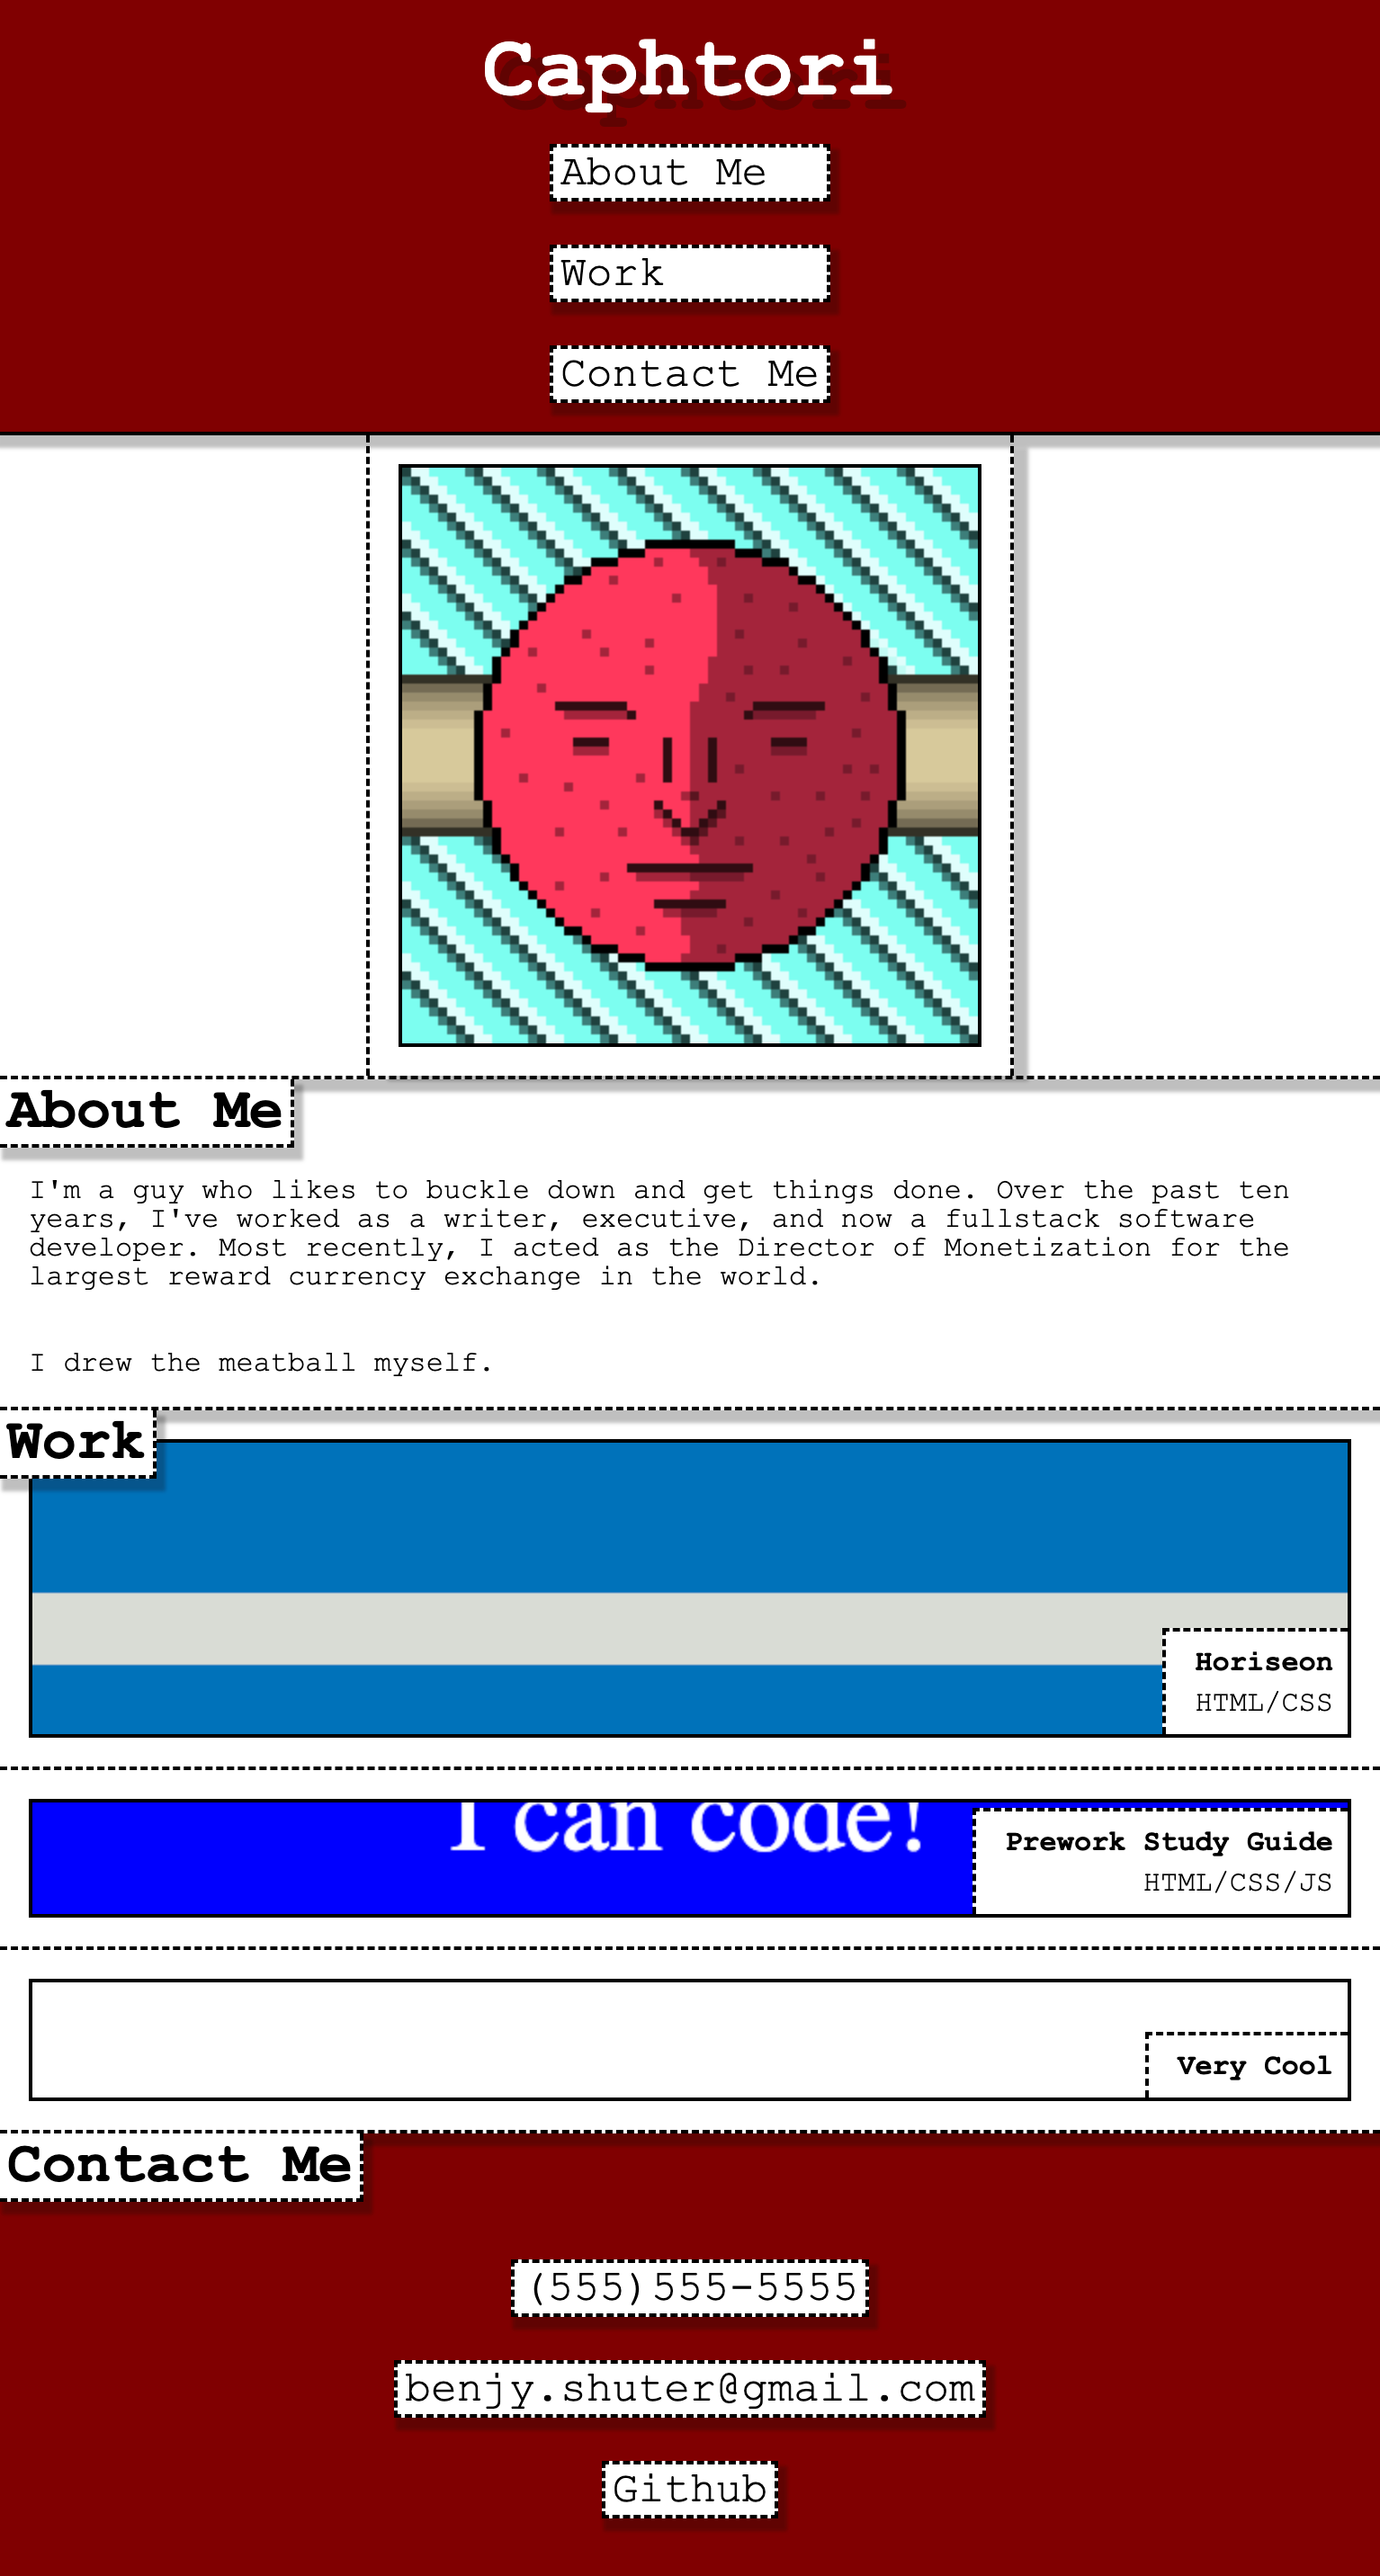 Caphtori
About Me
Work
Contact Me
About Me
I'm a guy who likes to buckle down and get things done. Over the past ten
years, I've worked as a writer, executive, and now a fullstack software
developer. Most recently, I acted as the Director of Monetization for the
largest reward currency exchange in the world.
I drew the meatball myself.
Work
Horiseon
HTML/CSS
I can code!
Prework Study Guide
HTML/CSS/JS
Very Cool
Contact Me
(555)555-5555
benjy.shuter@gmail.com
Github